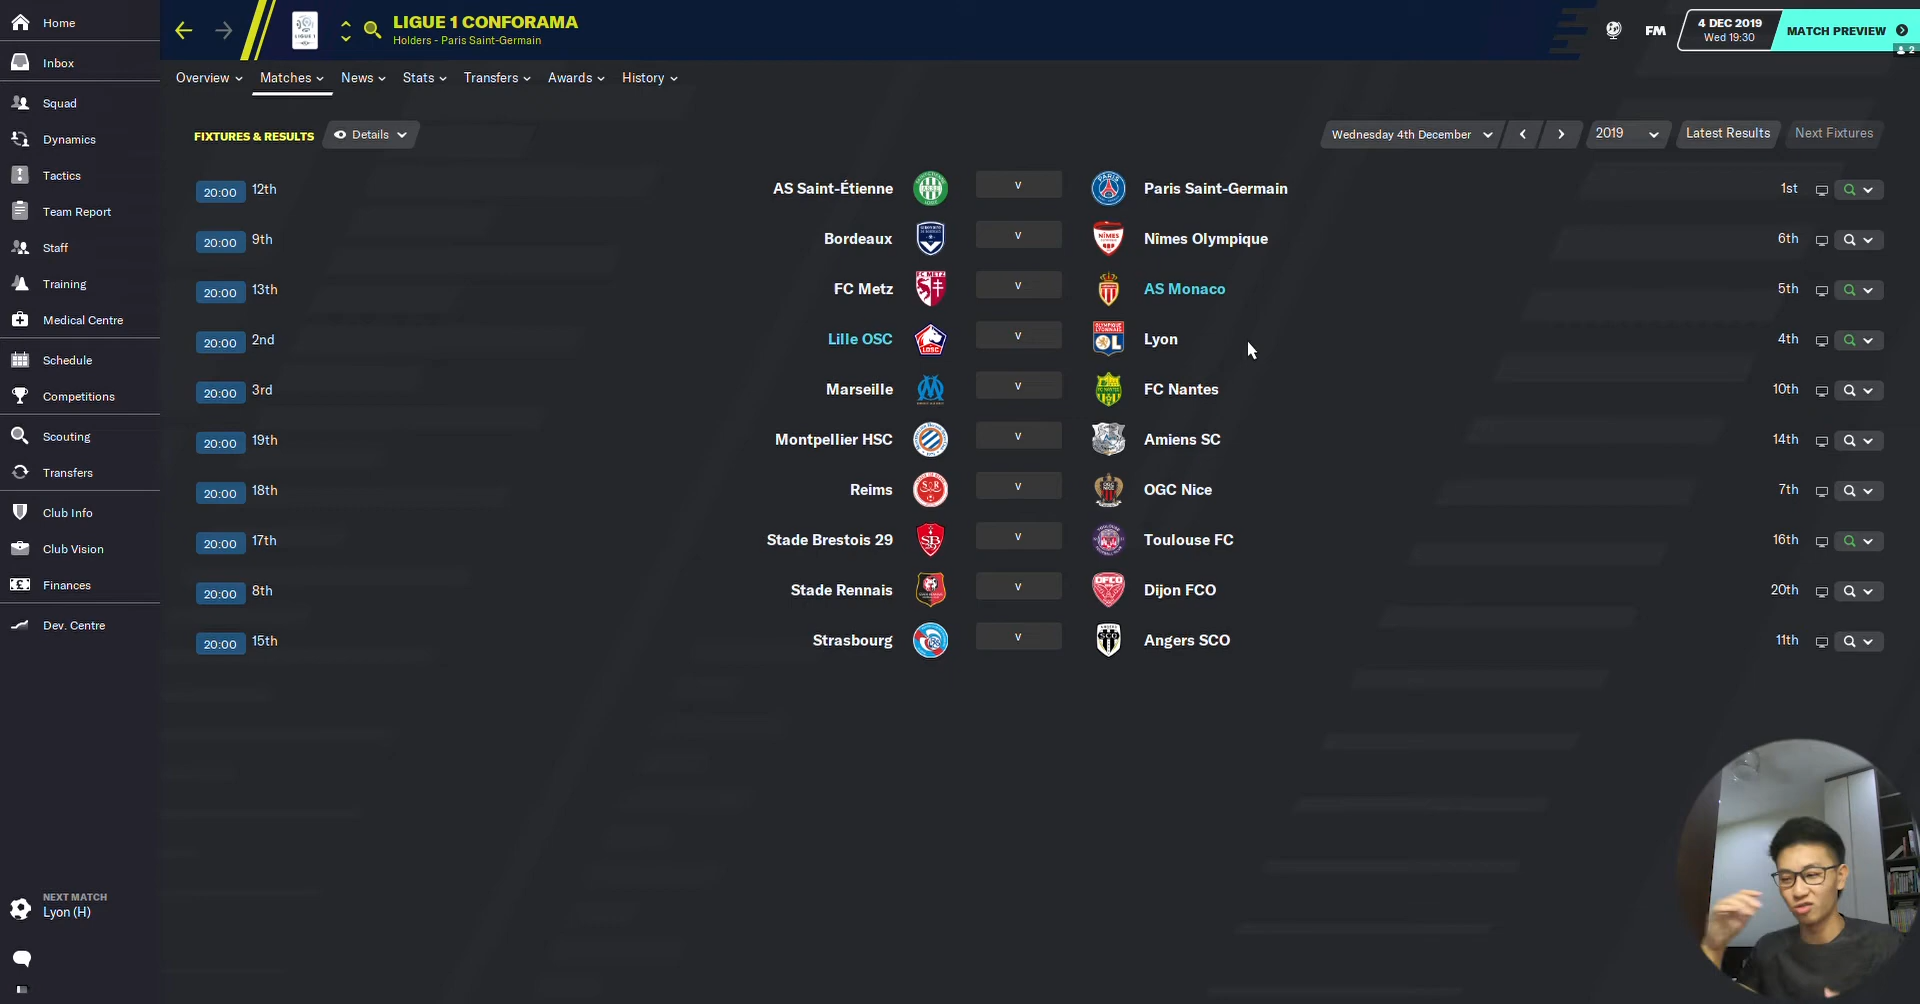 Home
Inbox
Squad
Dynamics
Tactics
Team Report
Staff
Training
Medical Centre
Schedule
Competitions
Scouting
Transfers
Club Info
Club Vision
Finances
Dev. Centre
NEXT MATCH
Lyon (H)
LIGUE 1 CONFORAMA
Holders - Paris Saint-Germain
FM
4 DEC 2019
Wed 19:30
MATCH PREVIEW
2
Overview Matches News Stats Transfers Awards History
FIXTURES & RESULTS Details Wednesday 4th December 2019 Latest Results Next Fixtures
20:00 12th AS Saint-Étienne v Paris Saint-Germain 1st
20:00 9th Bordeaux v Nîmes Olympique 6th
20:00 13th FC Metz v AS Monaco 5th
20:00 2nd Lille OSC v Lyon 4th
20:00 3rd Marseille v FC Nantes 10th
20:00 19th Montpellier HSC v Amiens SC 14th
20:00 18th Reims v OGC Nice 7th
20:00 17th Stade Brestois 29 v Toulouse FC 16th
20:00 8th Stade Rennais v Dijon FCO 20th
20:00 15th Strasbourg v Angers SCO 11th